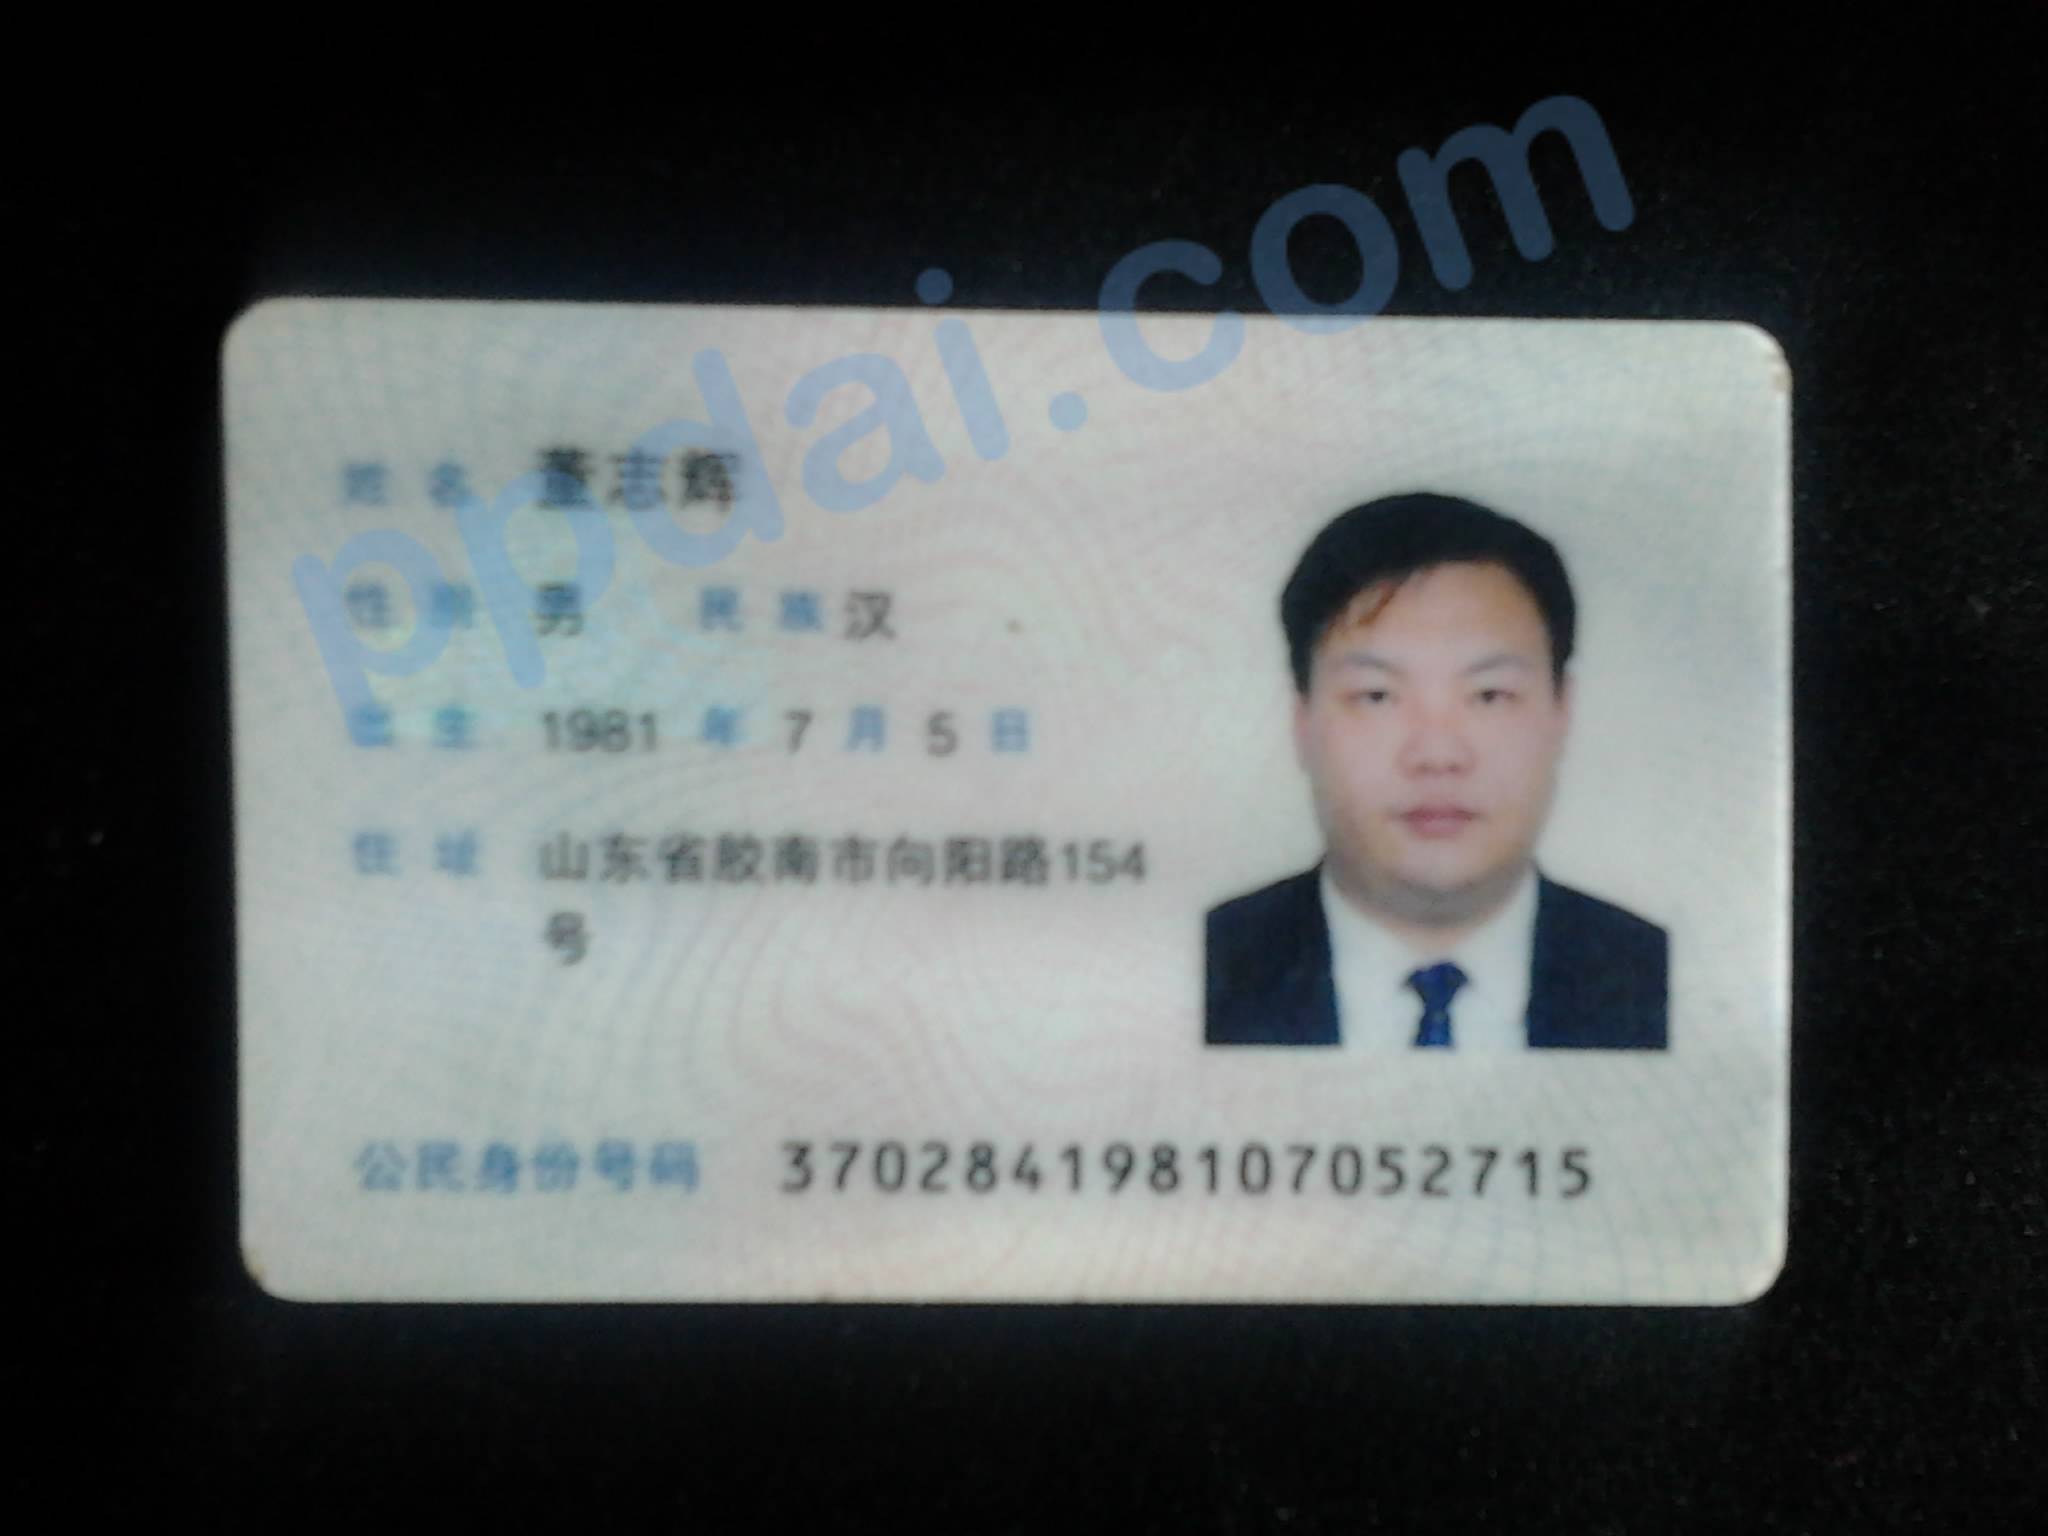 ppdai.com
姓名 董志辉
性别 男 民族 汉
出生 1981 年 7 月 5 日
住址 山东省胶南市向阳路154
号
公民身份号码 370284198107052715